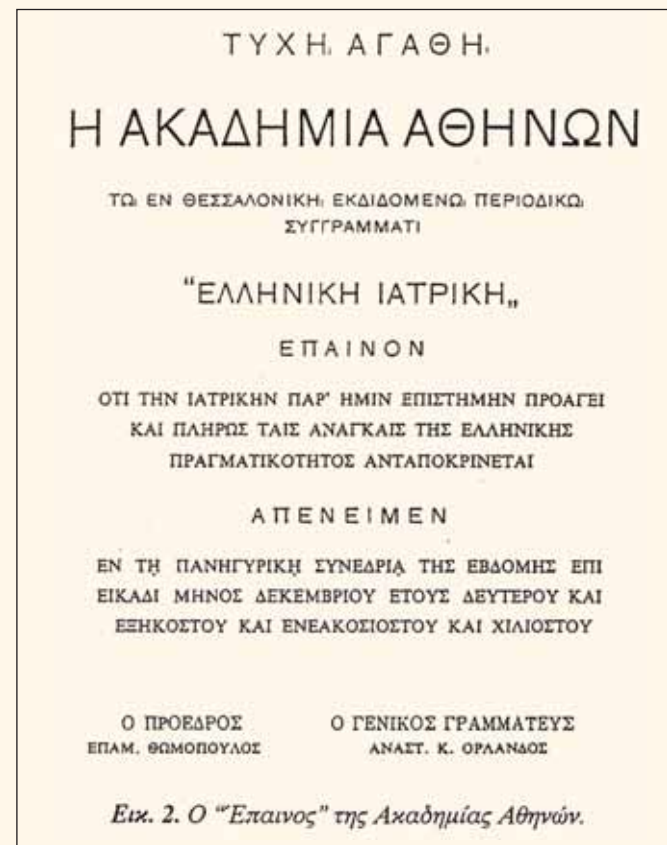 ΤΥΧΗͺ ΑΓΑΘΗͺ
Η ΑΚΑΔΗΜΙΑ ΑΘΗΝΩΝ
ΤΩͺ ΕΝ ΘΕΣΣΑΛΟΝΙΚΗͺ ΕΚΔΙΔΟΜΕΝΩͺ ΠΕΡΙΟΔΙΚΩͺ
ΣΥΓΓΡΑΜΜΑΤΙ
“ΕΛΛΗΝΙΚΗ ΙΑΤΡΙΚΗ„
ΕΠΑΙΝΟΝ
ΟΤΙ ΤΗΝ ΙΑΤΡΙΚΗΝ ΠΑΡ' ΗΜΙΝ ΕΠΙΣΤΗΜΗΝ ΠΡΟΑΓΕΙ
ΚΑΙ ΠΛΗΡΩΣ ΤΑΙΣ ΑΝΑΓΚΑΙΣ ΤΗΣ ΕΛΛΗΝΙΚΗΣ
ΠΡΑΓΜΑΤΙΚΟΤΗΤΟΣ ΑΝΤΑΠΟΚΡΙΝΕΤΑΙ
ΑΠΕΝΕΙΜΕΝ
ΕΝ ΤΗͺ ΠΑΝΗΓΥΡΙΚΗͺ ΣΥΝΕΔΡΙΑͺ ΤΗΣ ΕΒΔΟΜΗΣ ΕΠΙ
ΕΙΚΑΔΙ ΜΗΝΟΣ ΔΕΚΕΜΒΡΙΟΥ ΕΤΟΥΣ ΔΕΥΤΕΡΟΥ ΚΑΙ
ΕΞΗΚΟΣΤΟΥ ΚΑΙ ΕΝΕΑΚΟΣΙΟΣΤΟΥ ΚΑΙ ΧΙΛΙΟΣΤΟΥ
Ο ΠΡΟΕΔΡΟΣ
ΕΠΑΜ. ΘΩΜΟΠΟΥΛΟΣ
Ο ΓΕΝΙΚΟΣ ΓΡΑΜΜΑΤΕΥΣ
ΑΝΑΣΤ. Κ. ΟΡΛΑΝΔΟΣ
Εικ. 2. Ο “Έπαινος” της Ακαδημίας Αθηνών.